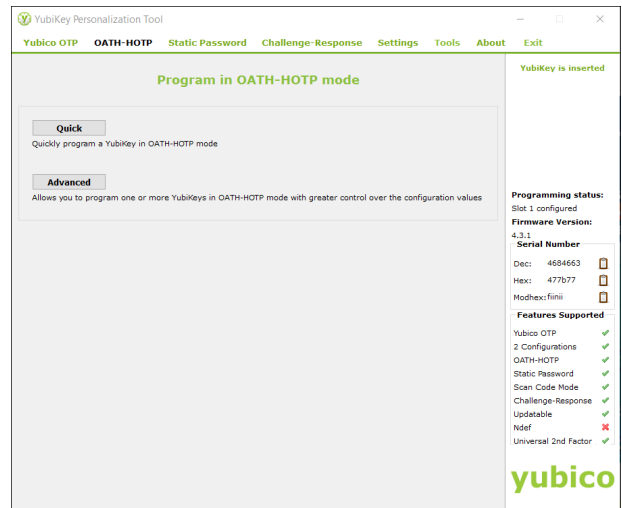 YubiKey Personalization Tool
Yubico OTP OATH-HOTP Static Password Challenge-Response Settings Tools About Exit
Program in OATH-HOTP mode
Quick
Quickly program a YubiKey in OATH-HOTP mode
Advanced
Allows you to program one or more YubiKeys in OATH-HOTP mode with greater control over the configuration values
YubiKey is inserted
Programming status:
Slot 1 configured
Firmware Version:
4.3.1
Serial Number
Dec: 4684663
Hex: 477b77
Modhex: fiinii
Features Supported
Yubico OTP
2 Configurations
OATH-HOTP
Static Password
Scan Code Mode
Challenge-Response
Updatable
Ndef
Universal 2nd Factor
yubico